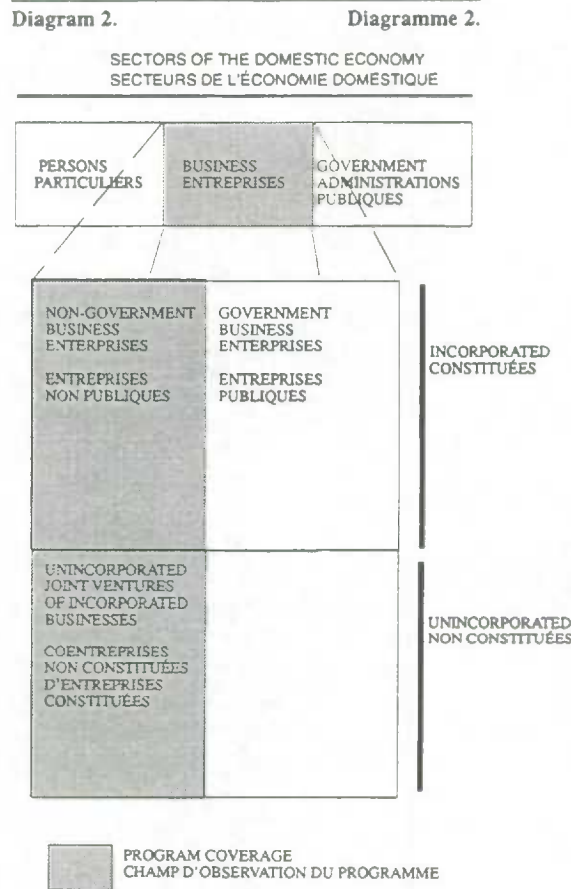 Diagram 2. Diagramme 2.
SECTORS OF THE DOMESTIC ECONOMY
SECTEURS DE L'ÉCONOMIE DOMESTIQUE
PERSONS
PARTICULIERS
BUSINESS
ENTREPRISES
GOVERNMENT
ADMINISTRATIONS
PUBLIQUES
NON-GOVERNMENT
BUSINESS
ENTERPRISES
ENTREPRISES
NON PUBLIQUES
GOVERNMENT
BUSINESS
ENTERPRISES
ENTREPRISES
PUBLIQUES
INCORPORATED
CONSTITUÉES
UNINCORPORATED
JOINT VENTURES
OF INCORPORATED
BUSINESSES
COENTREPRISES
NON CONSTITUÉES
D'ENTREPRISES
CONSTITUÉES
UNINCORPORATED
NON CONSTITUÉES
PROGRAM COVERAGE
CHAMP D'OBSERVATION DU PROGRAMME